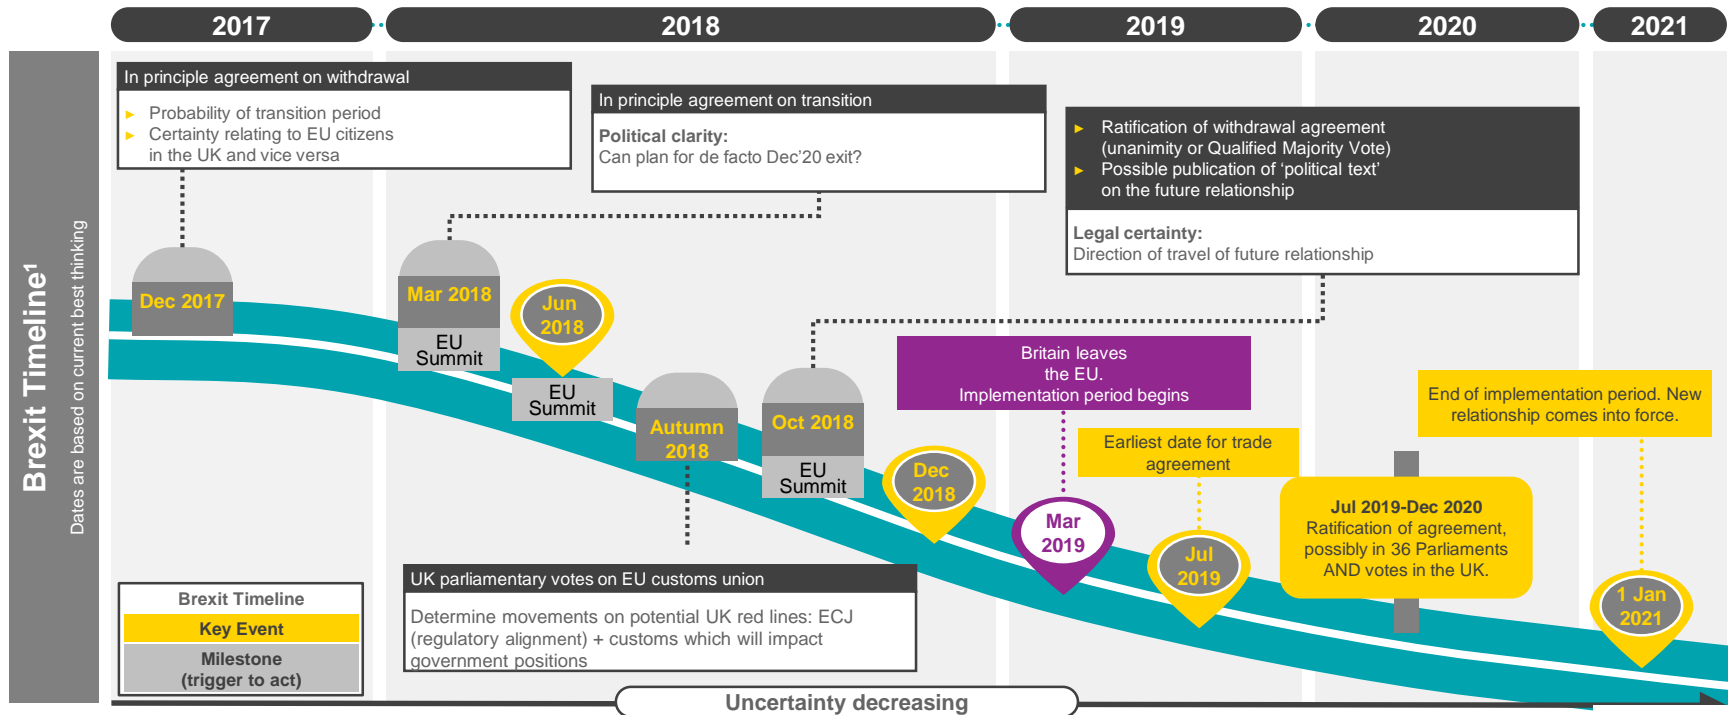 2017
2018
2019
2020
2021
Brexit Timeline¹
Dates are based on current best thinking
In principle agreement on withdrawal
► Probability of transition period
► Certainty relating to EU citizens
in the UK and vice versa
In principle agreement on transition
Political clarity:
Can plan for de facto Dec'20 exit?
► Ratification of withdrawal agreement
(unanimity or Qualified Majority Vote)
► Possible publication of ‘political text’
on the future relationship
Legal certainty:
Direction of travel of future relationship
Dec 2017
Mar 2018
EU
Summit
Jun
2018
EU
Summit
Autumn
2018
Oct 2018
EU
Summit
Dec
2018
Britain leaves
the EU.
Implementation period begins
Mar
2019
Earliest date for trade
agreement
Jul
2019
Jul 2019-Dec 2020
Ratification of agreement,
possibly in 36 Parliaments
AND votes in the UK.
End of implementation period. New
relationship comes into force.
1 Jan
2021
UK parliamentary votes on EU customs union
Determine movements on potential UK red lines: ECJ
(regulatory alignment) + customs which will impact
government positions
Brexit Timeline
Key Event
Milestone
(trigger to act)
Uncertainty decreasing